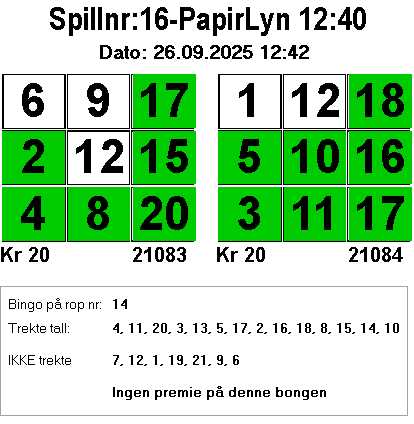 Spillnr:16-PapirLyn 12:40
Dato: 26.09.2025 12:42
6 9 17 1 12 18
2 12 15 5 10 16
4 8 20 3 11 17
Kr 20 21083 Kr 20 21084
Bingo på rop nr: 14
Trekte tall: 4, 11, 20, 3, 13, 5, 17, 2, 16, 18, 8, 15, 14, 10
IKKE trekte 7, 12, 1, 19, 21, 9, 6
Ingen premie på denne bongen